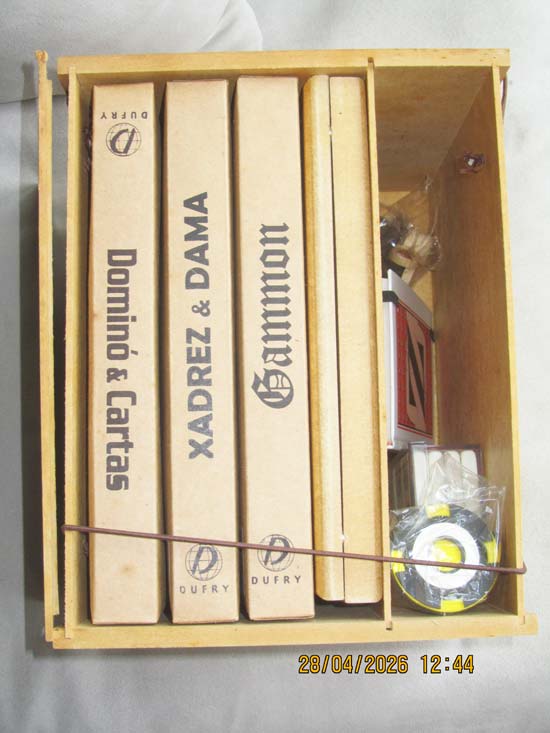 DUFRY
D
Dominó & Cartas
XADREZ & DAMA
D
DUFRY
Gammon
D
DUFRY
28/04/2026 12:44